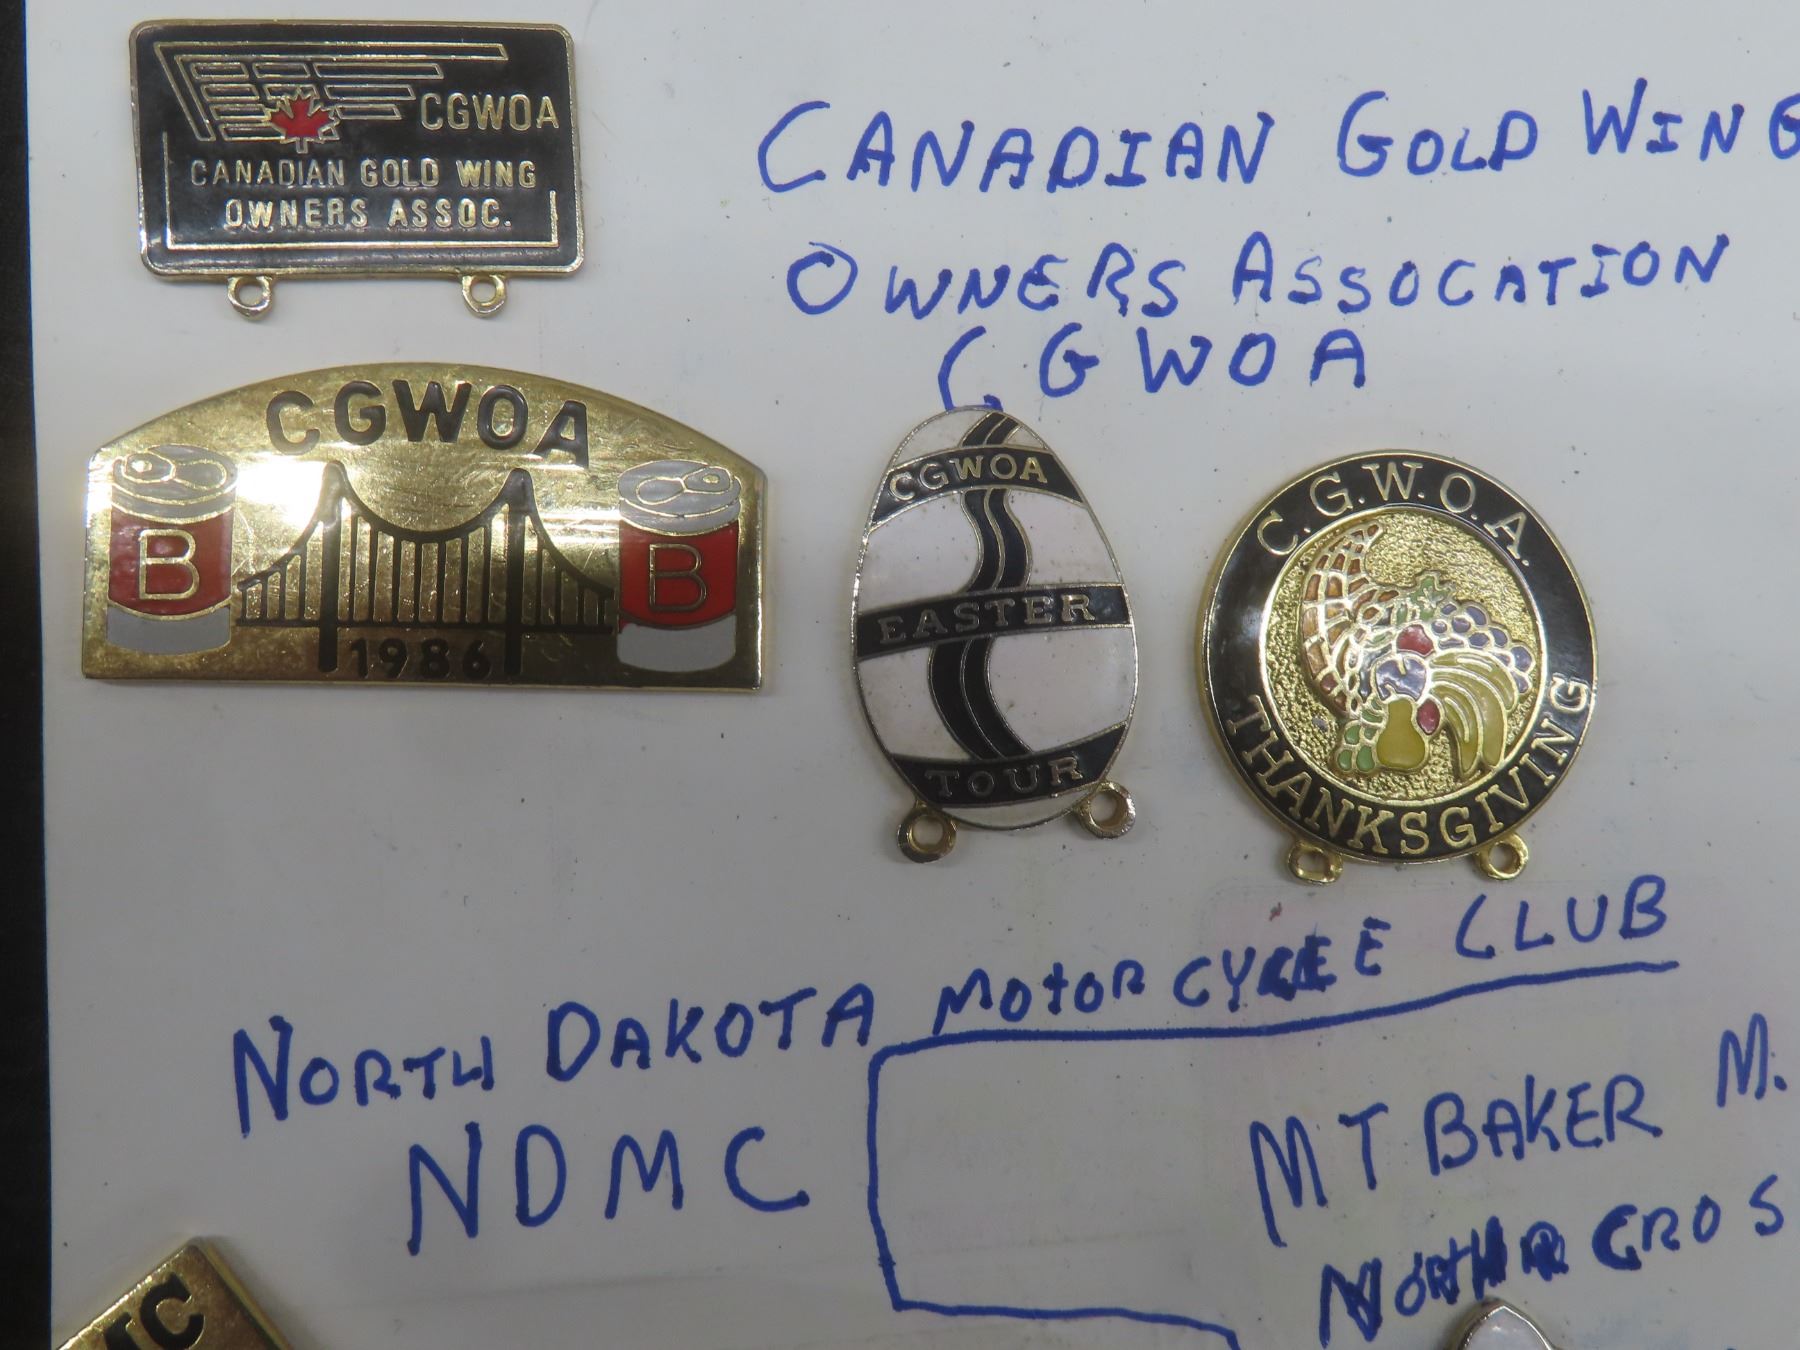 CGWOA
CANADIAN GOLD WING
OWNERS ASSOC.
CANADIAN GOLD WING
OWNERS ASSOCATION
CGWOA
CGWOA
B
B
1986
CGWOA
EASTER
TOUR
C.G.W.O.A.
THANKSGIVING
NORTH DAKOTA MOTORCYCLE CLUB
NDMC
MT BAKER M.